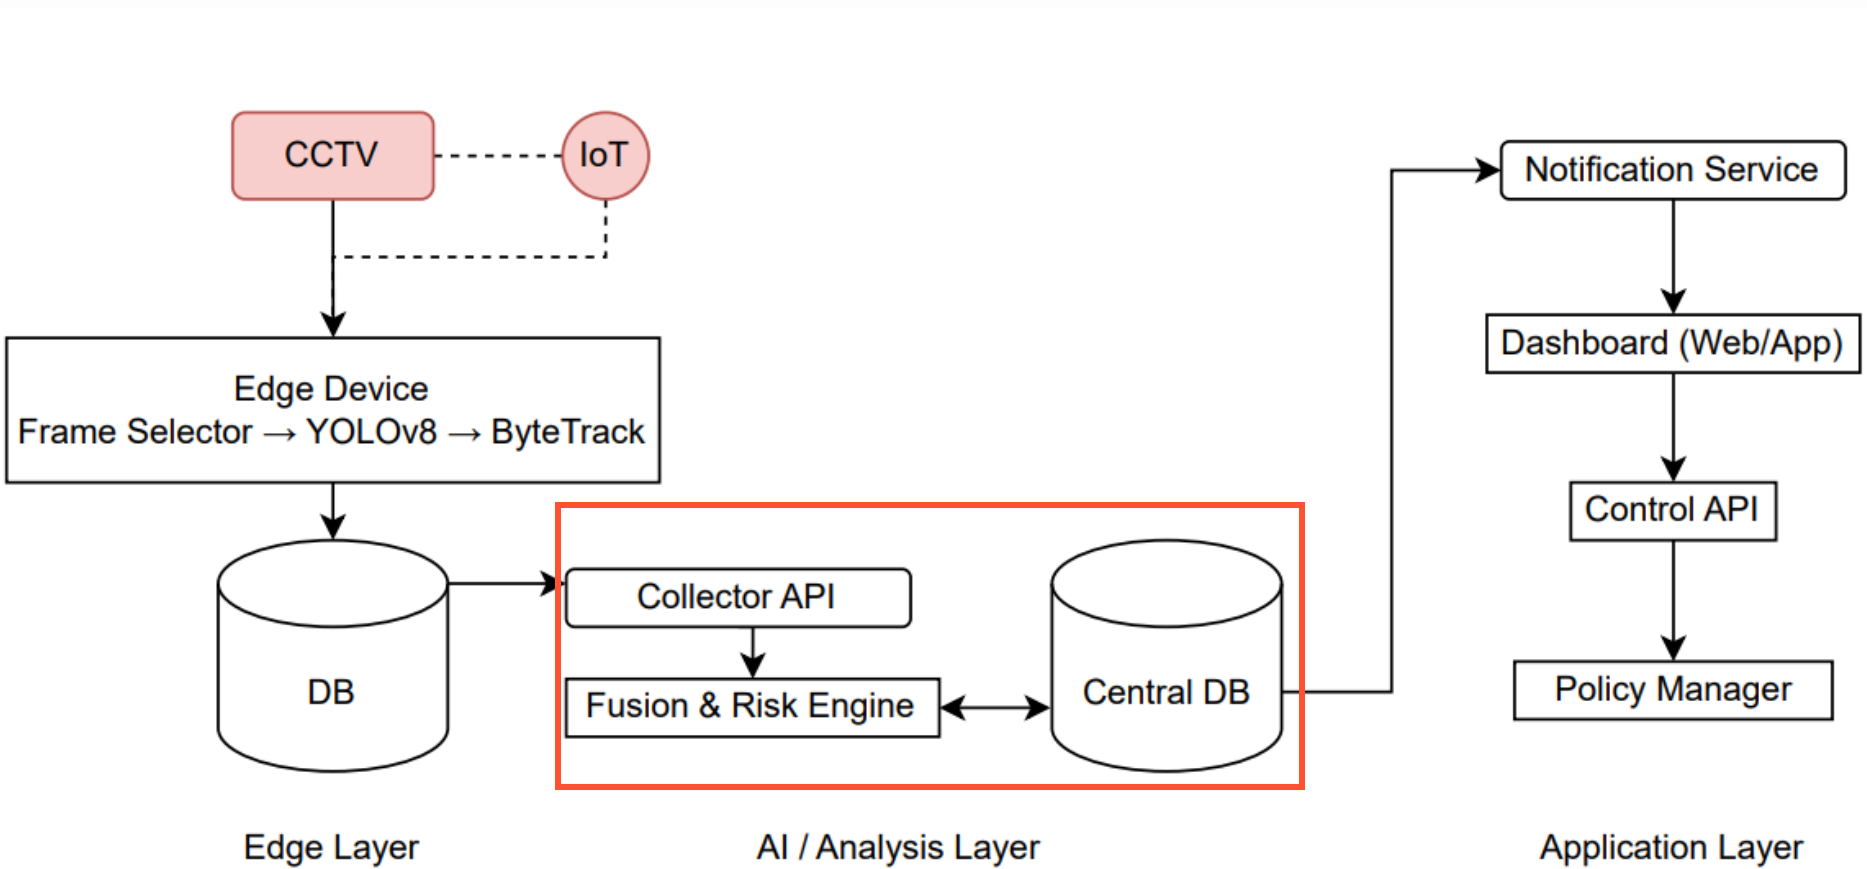 CCTV
IoT
Edge Device
Frame Selector → YOLOv8 → ByteTrack
DB
Collector API
Fusion & Risk Engine
Central DB
Notification Service
Dashboard (Web/App)
Control API
Policy Manager
Edge Layer
AI / Analysis Layer
Application Layer